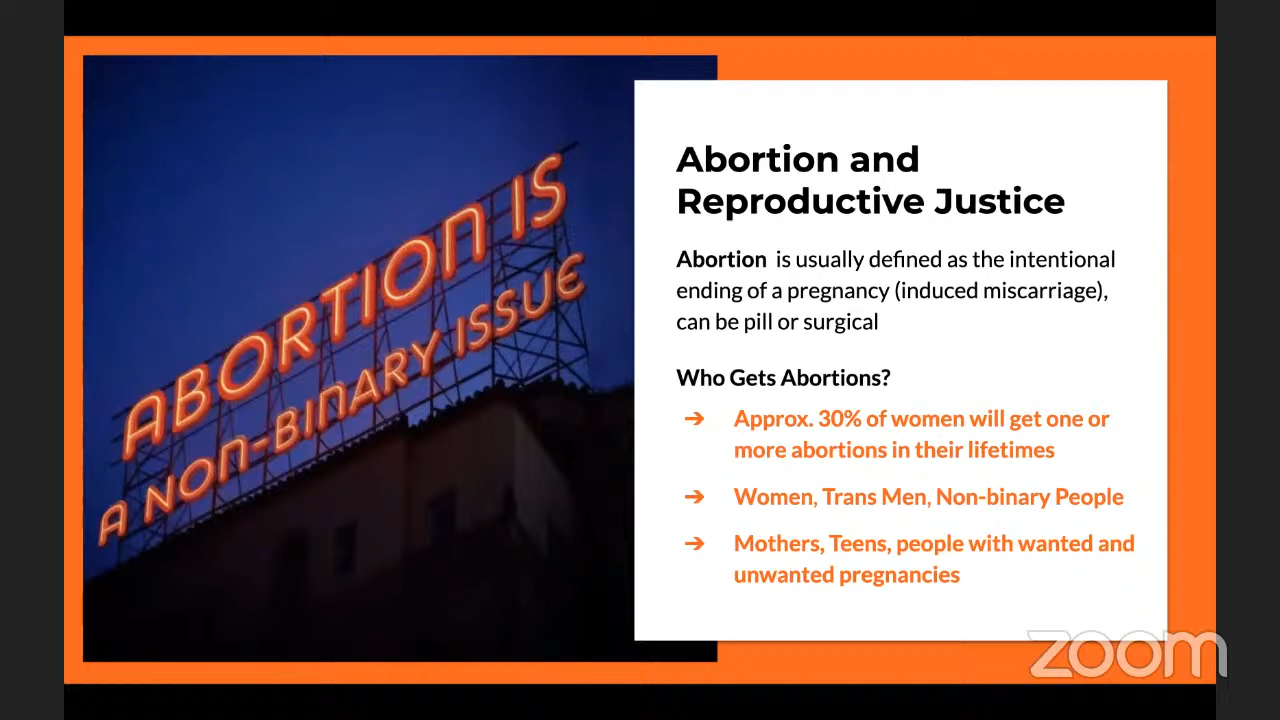 ABORTION IS
A NON-BINARY ISSUE
Abortion and
Reproductive Justice
Abortion is usually defined as the intentional
ending of a pregnancy (induced miscarriage),
can be pill or surgical
Who Gets Abortions?
➔ Approx. 30% of women will get one or
more abortions in their lifetimes
➔ Women, Trans Men, Non-binary People
➔ Mothers, Teens, people with wanted and
unwanted pregnancies
zoom